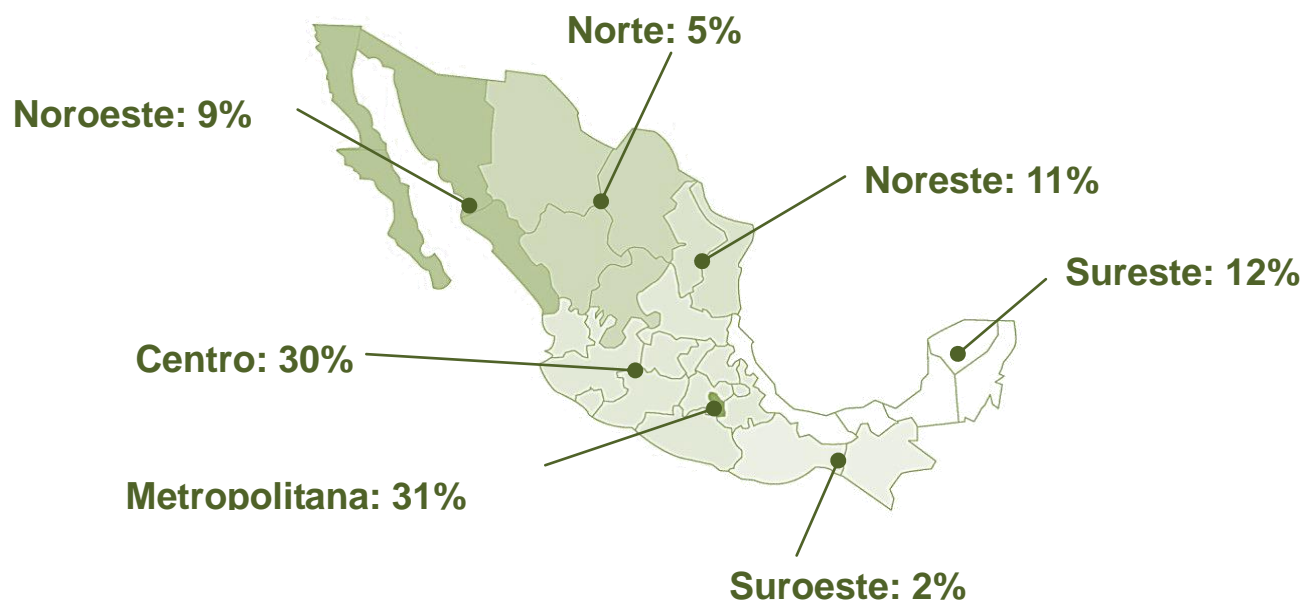 Norte: 5%
Noroeste: 9%
Noreste: 11%
Sureste: 12%
Centro: 30%
Metropolitana: 31%
Suroeste: 2%